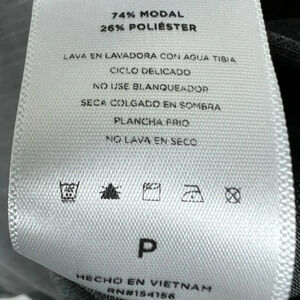 74% MODAL
26% POLIÉSTER
LAVA EN LAVADORA CON AGUA TIBIA
CICLO DELICADO
NO USE BLANQUEADOR
SECA COLGADO EN SOMBRA
PLANCHA FRIO
NO LAVA EN SECO
P
HECHO EN VIETNAM
RN#154156